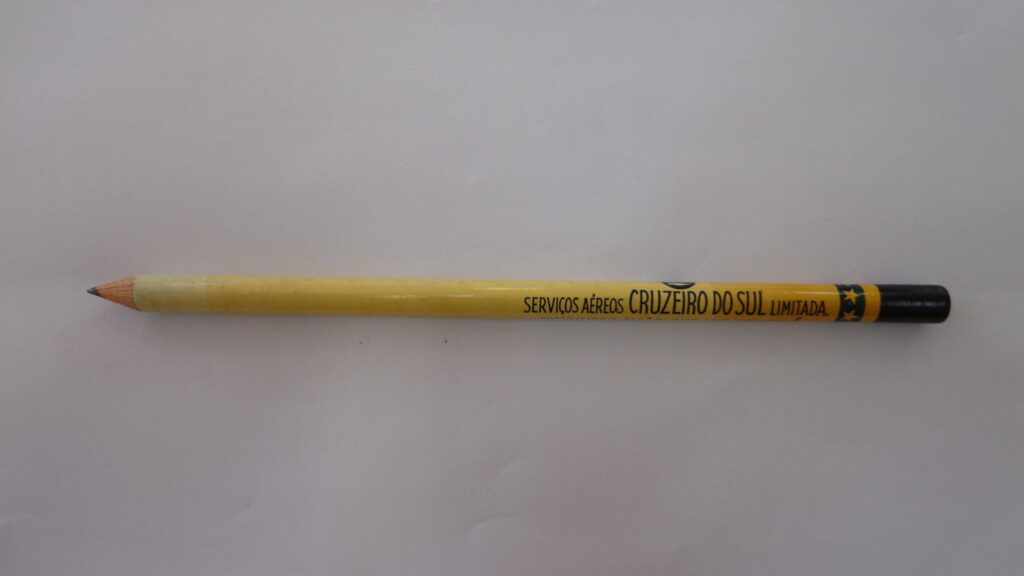 SERVIÇOS AÉREOS CRUZEIRO DO SUL LIMITADA.